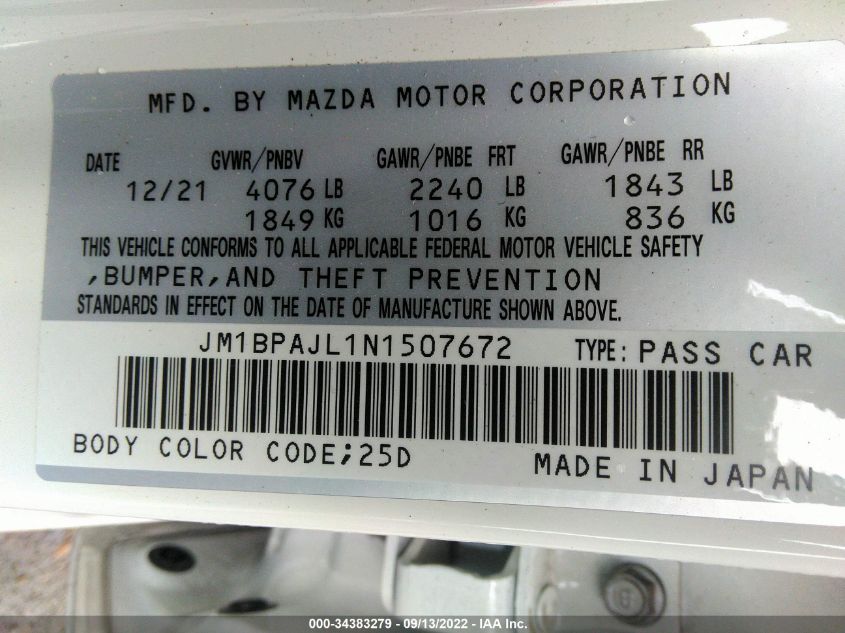 MFD. BY MAZDA MOTOR CORPORATION
DATE GVWR/PNBV GAWR/PNBE FRT GAWR/PNBE RR
12/21 4076 LB 2240 LB 1843 LB
1849 KG 1016 KG 836 KG
THIS VEHICLE CONFORMS TO ALL APPLICABLE FEDERAL MOTOR VEHICLE SAFETY
,BUMPER,AND THEFT PREVENTION
STANDARDS IN EFFECT ON THE DATE OF MANUFACTURE SHOWN ABOVE.
JM1BPAJL1N1507672 TYPE: PASS CAR
BODY COLOR CODE;25D MADE IN JAPAN
000-34383279 - 09/13/2022 - IAA Inc.